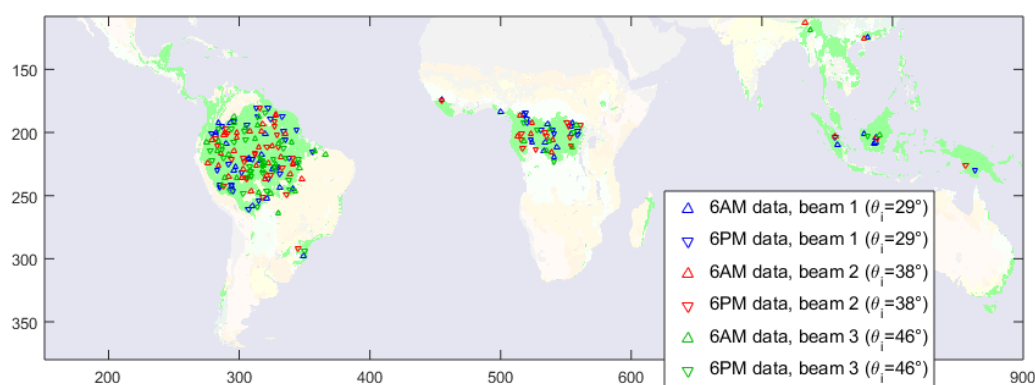 150
200
250
300
350
200
300
400
500
600
900
6AM data, beam 1 (θi=29°)
6PM data, beam 1 (θi=29°)
6AM data, beam 2 (θi=38°)
6PM data, beam 2 (θi=38°)
6AM data, beam 3 (θi=46°)
6PM data, beam 3 (θi=46°)